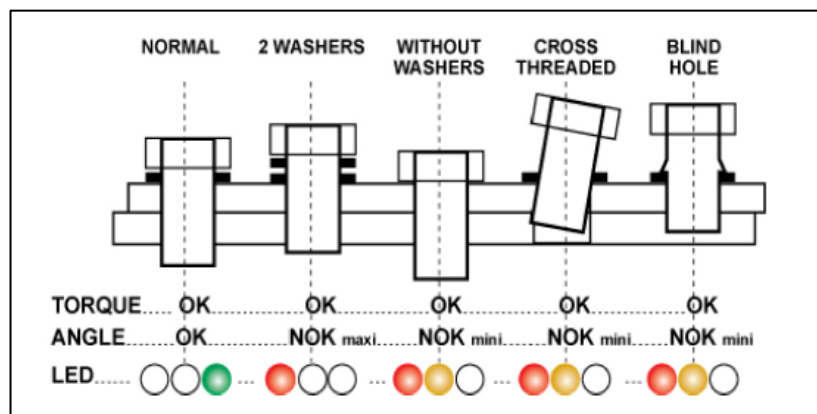 NORMAL 2 WASHERS WITHOUT WASHERS CROSS THREADED BLIND HOLE
TORQUE..... OK.................... OK .................... OK .................... OK .................... OK
ANGLE...... OK ................ NOK maxi ....... NOK mini ....... NOK mini ....... NOK mini
LED...... ... ... ... ...